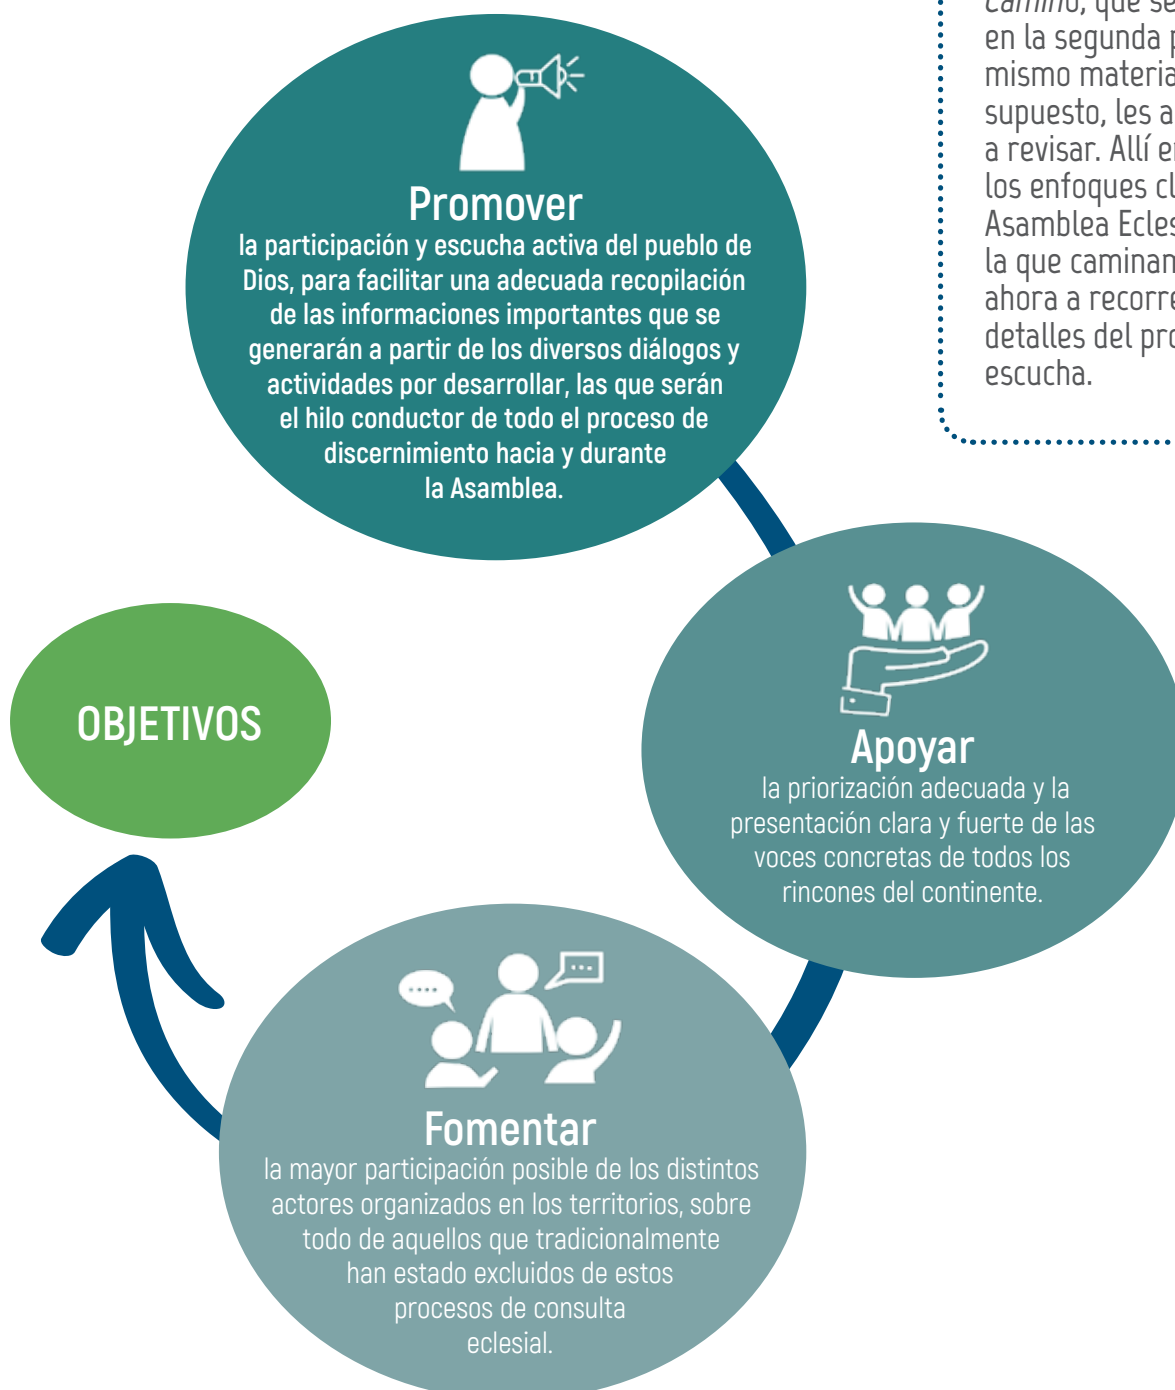 camino, que se
en la segunda p
mismo materia
supuesto, les a
a revisar. Allí e
los enfoques cl
Asamblea Ecles
la que caminan
ahora a recorre
detalles del pro
escucha.
Promover
la participación y escucha activa del pueblo de
Dios, para facilitar una adecuada recopilación
de las informaciones importantes que se
generarán a partir de los diversos diálogos y
actividades por desarrollar, las que serán
el hilo conductor de todo el proceso de
discernimiento hacia y durante
la Asamblea.
OBJETIVOS
Apoyar
la priorización adecuada y la
presentación clara y fuerte de las
voces concretas de todos los
rincones del continente.
Fomentar
la mayor participación posible de los distintos
actores organizados en los territorios, sobre
todo de aquellos que tradicionalmente
han estado excluidos de estos
procesos de consulta
eclesial.